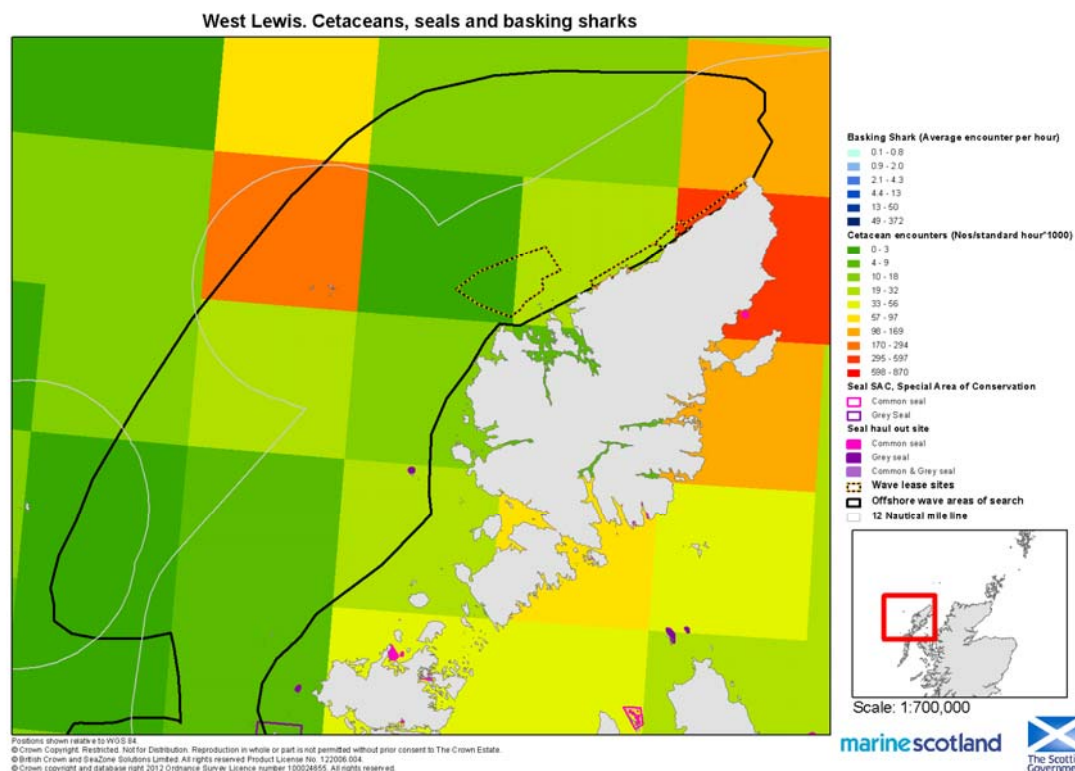 West Lewis. Cetaceans, seals and basking sharks
Basking Shark (Average encounter per hour)
0.1 - 0.8
0.9 - 2.0
2.1 - 4.3
4.4 - 13
13 - 50
49 - 372
Cetacean encounters (Nos/standard hour*1000)
0 - 3
4 - 9
10 - 18
19 - 32
33 - 56
57 - 97
98 - 169
170 - 294
295 - 597
598 - 870
Seal SAC, Special Area of Conservation
Common seal
Grey Seal
Seal haul out site
Common seal
Grey seal
Common & Grey seal
Wave lease sites
Offshore wave areas of search
12 Nautical mile line
Scale: 1:700,000
marinescotland
The Scotti
Governme
Positions shown relative to WGS 84.
© Crown Copyright. Restricted. Not for Distribution. Reproduction in whole or part is not permitted without prior consent to The Crown Estate.
© British Crown and SeaZone Solutions Limited. All rights reserved Product License No. 122006.004.
© Crown copyright and database right 2012 Ordnance Survey Licence number 100024655. All rights reserved.